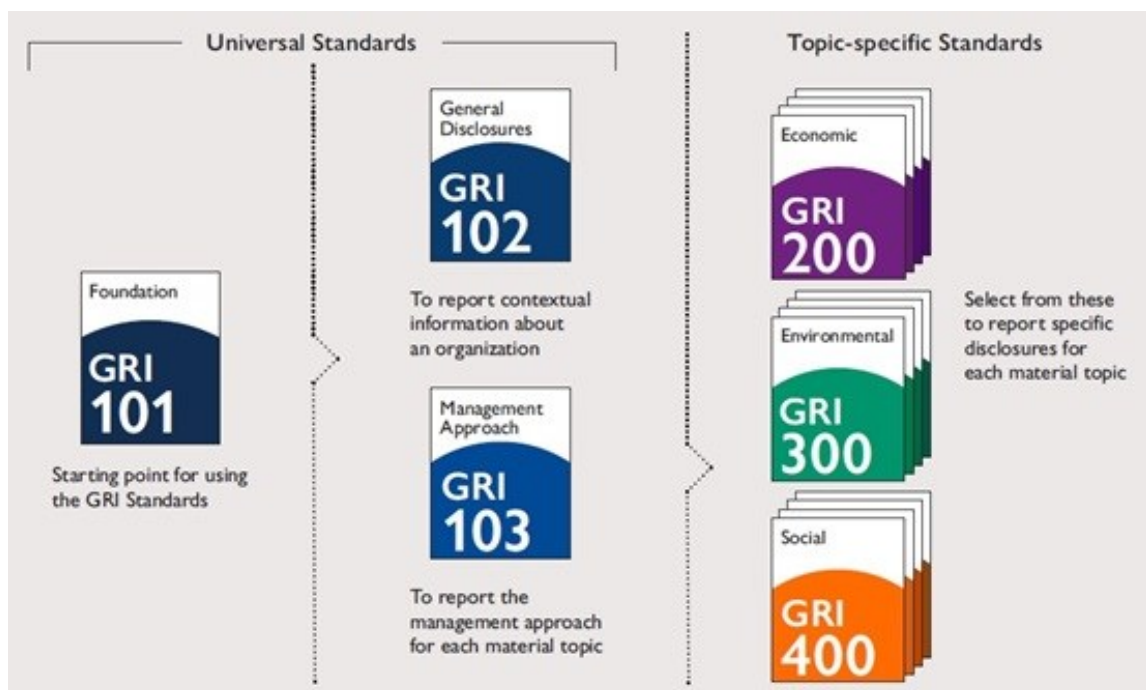 Universal Standards
Topic-specific Standards
Foundation
GRI
101
Starting point for using
the GRI Standards
General
Disclosures
GRI
102
To report contextual
information about
an organization
Management
Approach
GRI
103
To report the
management approach
for each material topic
Economic
GRI
200
Environmental
GRI
300
Social
GRI
400
Select from these
to report specific
disclosures for
each material topic